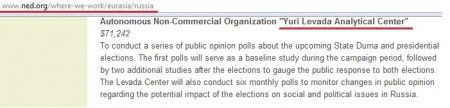 www.ned.org/where-we-work/eurasia/russia
Autonomous Non-Commercial Organization "Yuri Levada Analytical Center"
$71,242
To conduct a series of public opinion polls about the upcoming State Duma and presidential
elections. The first polls will serve as a baseline study during the campaign period, followed
by two additional studies after the elections to gauge the public response to both elections.
The Levada Center will also conduct six monthly polls to monitor changes in public opinion
regarding the potential impact of the elections on social and political issues in Russia.